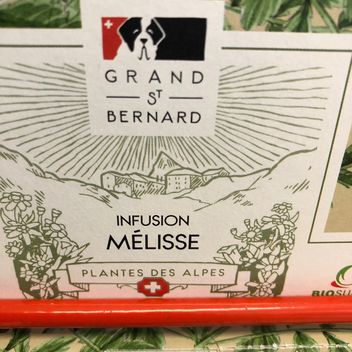 GRAND
ST
BERNARD
INFUSION
MÉLISSE
PLANTES DES ALPES